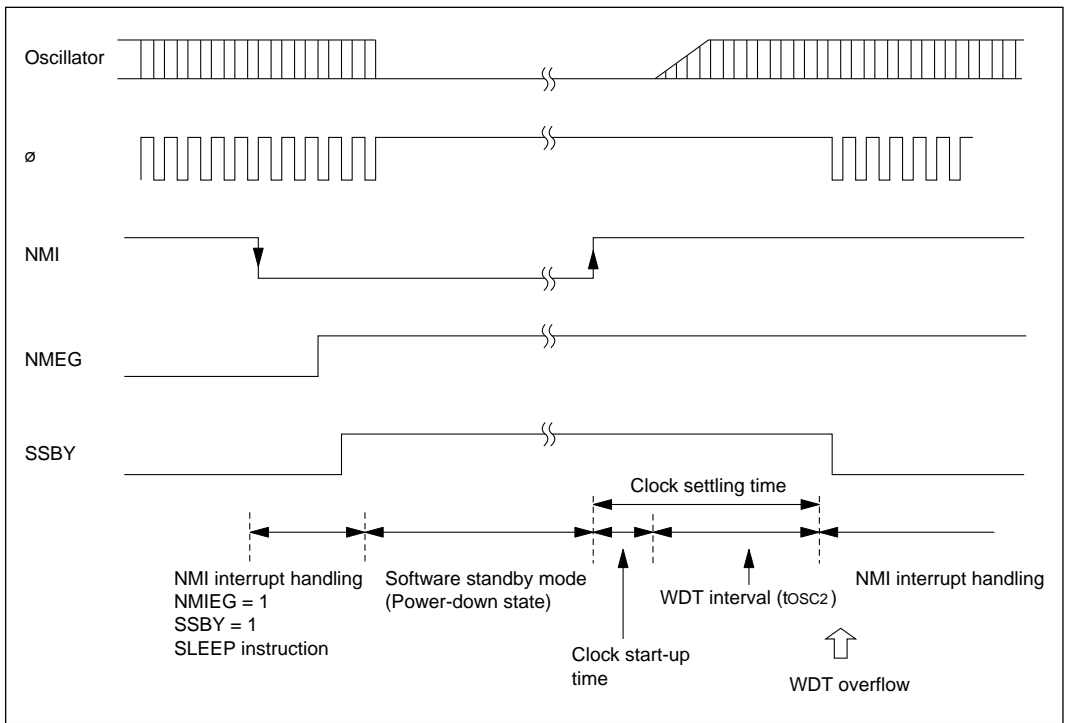 Oscillator
ø
NMI
NMEG
SSBY
Clock settling time
NMI interrupt handling
NMIEG = 1
SSBY = 1
SLEEP instruction
Software standby mode
(Power-down state)
Clock start-up
time
WDT interval (tOSC2)
WDT overflow
NMI interrupt handling